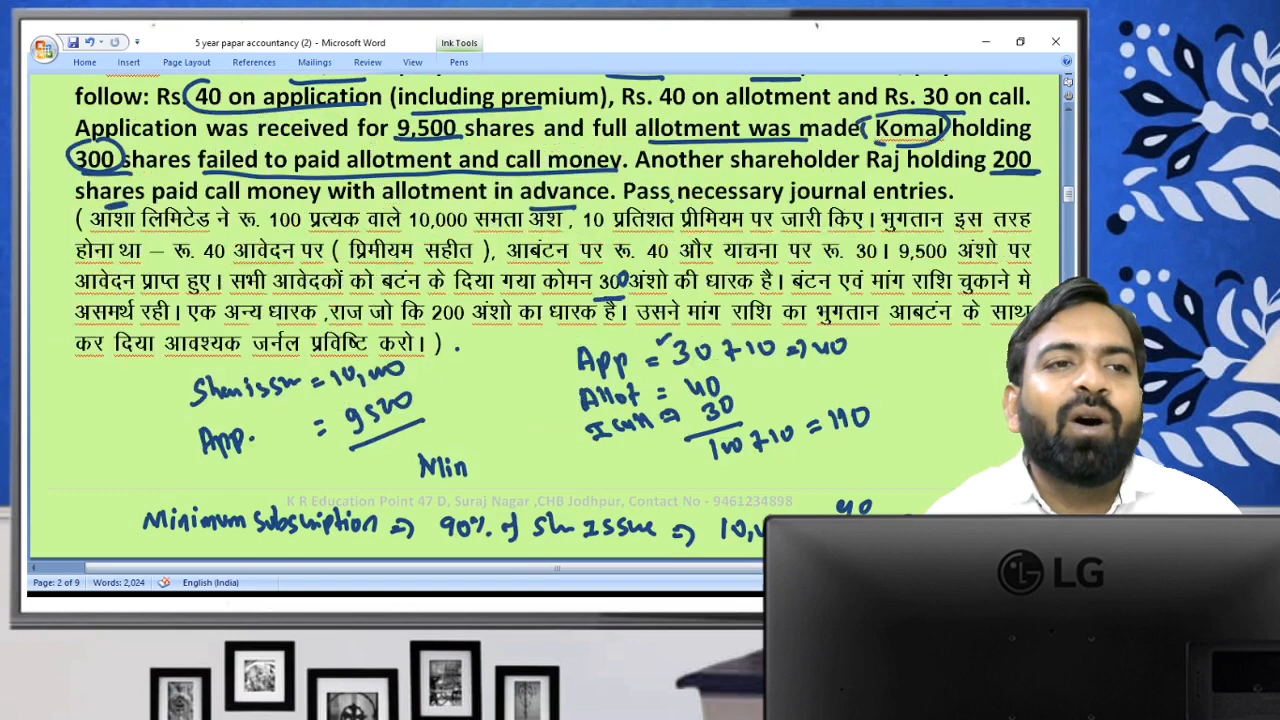 5 year papar accountancy (2) - Microsoft Word
Ink Tools
Home Insert Page Layout References Mailings Review View Pens
follow: Rs. 40 on application (including premium), Rs. 40 on allotment and Rs. 30 on call.
Application was received for 9,500 shares and full allotment was made. Komal holding
300 shares failed to paid allotment and call money. Another shareholder Raj holding 200
shares paid call money with allotment in advance. Pass necessary journal entries.
( आशा लिमिटेड ने रू. 100 प्रत्यक वाले 10,000 समता अंश , 10 प्रतिशत प्रीमियम पर जारी किए। भुगतान इस तरह
होना था – रू. 40 आवेदन पर ( प्रिमीयम सहीत ), आबंटन पर रू. 40 और याचना पर रू. 30। 9,500 अंशो पर
आवेदन प्राप्त हुए। सभी आवेदकों को बटंन के दिया गया कोमन 300 अंशो की धारक है। बंटन एवं मांग राशि चुकाने मे
असमर्थ रही। एक अन्य धारक ,राज जो कि 200 अंशो का धारक है। उसने मांग राशि का भुगतान आबटंन के साथ
कर दिया आवश्यक जर्नल प्रविष्टि करो। ) .
App = 30+10 => 40
Allot = 40
I call => 30
100+10 = 110
App. = 9500
Min
K R Education Point 47 D, Suraj Nagar ,CHB Jodhpur, Contact No - 9461234898
Minimum Subscription => 90% of Sh Issue =>
Page: 2 of 9 Words: 2,024 English (India)
LG